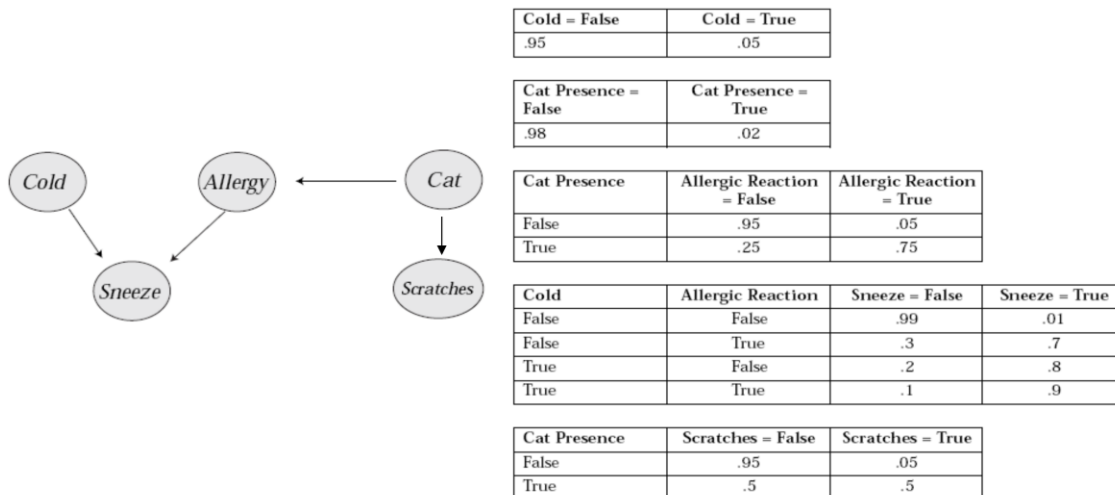 Cold = False Cold = True
.95 .05
Cat Presence = False Cat Presence = True
.98 .02
Cold Allergy Cat
Sneeze Scratches
Cat Presence Allergic Reaction = False Allergic Reaction = True
False .95 .05
True .25 .75
Cold Allergic Reaction Sneeze = False Sneeze = True
False False .99 .01
False True .3 .7
True False .2 .8
True True .1 .9
Cat Presence Scratches = False Scratches = True
False .95 .05
True .5 .5